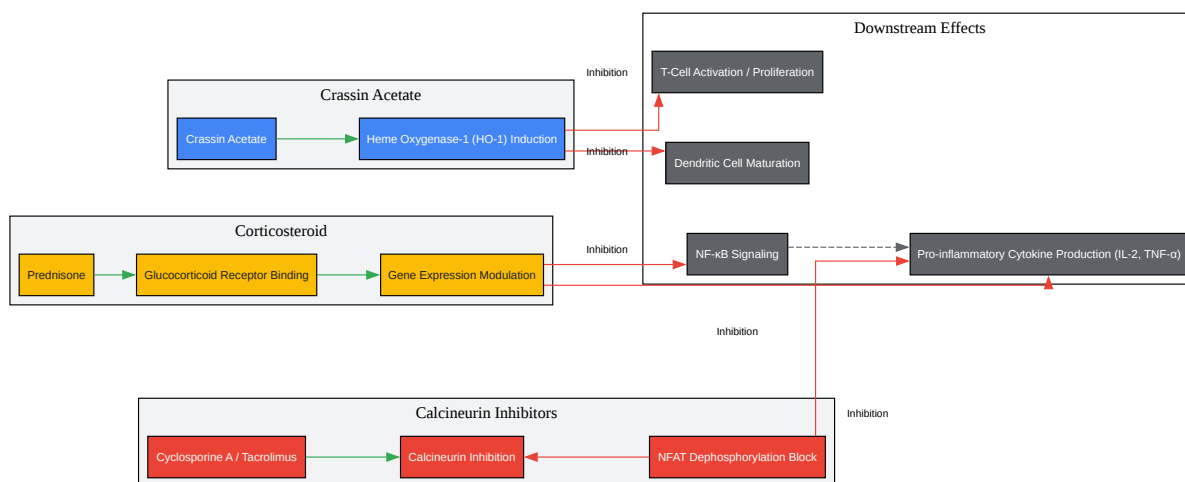 Downstream Effects
Inhibition
T-Cell Activation / Proliferation
Crassin Acetate
Crassin Acetate
Heme Oxygenase-1 (HO-1) Induction
Inhibition
Dendritic Cell Maturation
Corticosteroid
Inhibition
NF-κB Signaling
Pro-inflammatory Cytokine Production (IL-2, TNF-α)
Prednisone
Glucocorticoid Receptor Binding
Gene Expression Modulation
Inhibition
Calcineurin Inhibitors
Inhibition
Cyclosporine A / Tacrolimus
Calcineurin Inhibition
NFAT Dephosphorylation Block